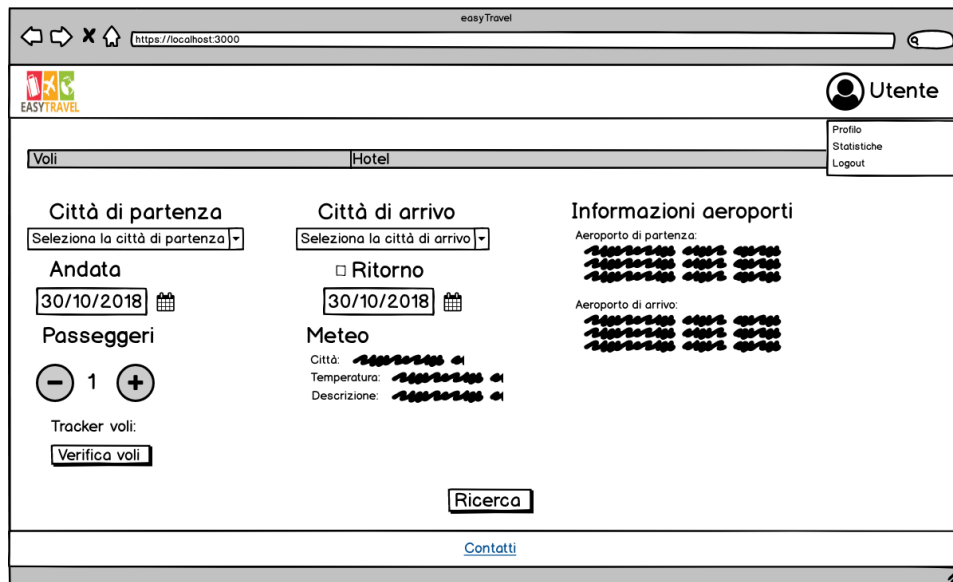 easyTravel
https://localhost:3000
EASYTRAVEL
Utente
Profilo
Statistiche
Logout
Voli
Hotel
Città di partenza
Seleziona la città di partenza
Città di arrivo
Seleziona la città di arrivo
Informazioni aeroporti
Aeroporto di partenza:
Aeroporto di arrivo:
Andata
30/10/2018
Ritorno
30/10/2018
Passeggeri
1
Meteo
Città:
Temperatura:
Descrizione:
Tracker voli:
Verifica voli
Ricerca
Contatti